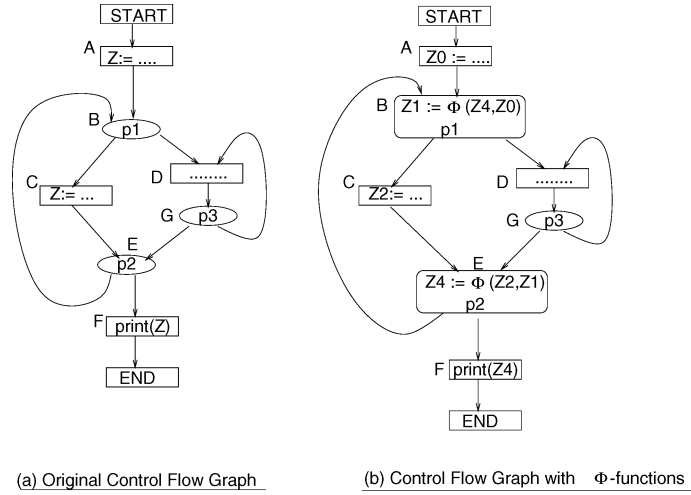 START
A
Z:= ....
B
p1
C
Z:= ...
D
........
G
p3
E
p2
F
print(Z)
END
(a) Original Control Flow Graph
START
A
Z0 := ....
B
Z1 := Φ (Z4,Z0)
p1
C
Z2:= ...
D
........
G
p3
E
Z4 := Φ (Z2,Z1)
p2
F
print(Z4)
END
(b) Control Flow Graph with Φ-functions